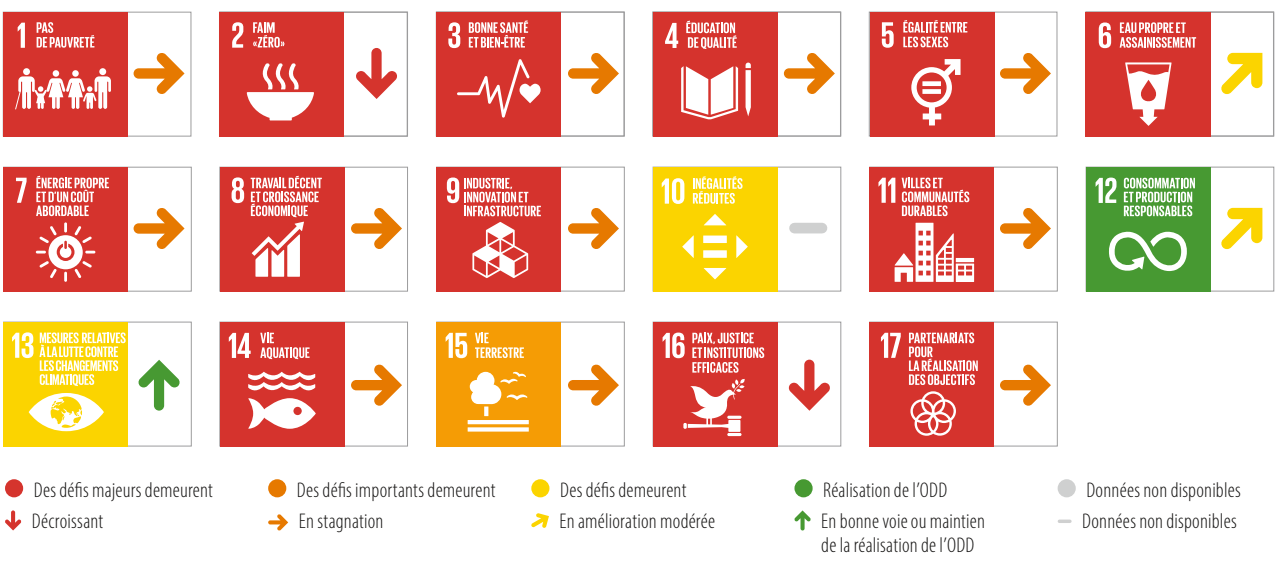 1 PAS
DE PAUVRETÉ
2 FAIM
«ZÉRO»
3 BONNE SANTÉ
ET BIEN-ÊTRE
4 ÉDUCATION
DE QUALITÉ
5 ÉGALITÉ ENTRE
LES SEXES
6 EAU PROPRE ET
ASSAINISSEMENT
7 ÉNERGIE PROPRE
ET D'UN COÛT
ABORDABLE
8 TRAVAIL DÉCENT
ET CROISSANCE
ÉCONOMIQUE
9 INDUSTRIE,
INNOVATION ET
INFRASTRUCTURE
10 INÉGALITÉS
RÉDUITES
11 VILLES ET
COMMUNAUTÉS
DURABLES
12 CONSOMMATION
ET PRODUCTION
RESPONSABLES
13 MESURES RELATIVES
À LA LUTTE CONTRE
LES CHANGEMENTS
CLIMATIQUES
14 VIE
AQUATIQUE
15 VIE
TERRESTRE
16 PAIX, JUSTICE
ET INSTITUTIONS
EFFICACES
17 PARTENARIATS
POUR
LA RÉALISATION
DES OBJECTIFS
Des défis majeurs demeurent
Des défis importants demeurent
Des défis demeurent
Réalisation de l'ODD
Données non disponibles
Décroissant
En stagnation
En amélioration modérée
En bonne voie ou maintien
de la réalisation de l'ODD
Données non disponibles